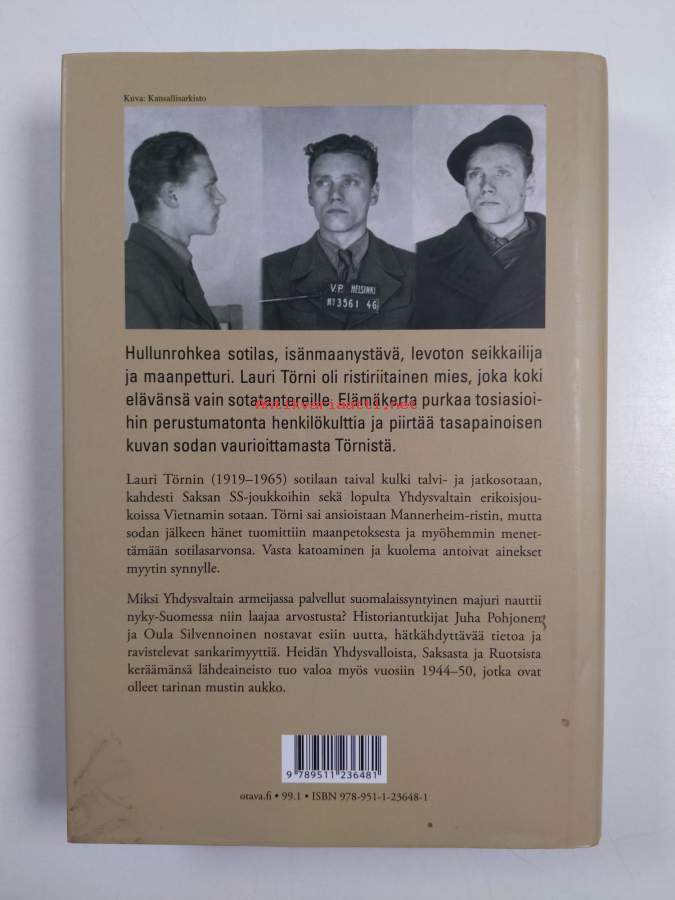 Kuva: Kansallisarkisto
V.P. HELSINKI
Nº3561 46
Hullunrohkea sotilas, isänmaanystävä, levoton seikkailija
ja maanpetturi. Lauri Törni oli ristiriitainen mies, joka koki
elävänsä vain sotatantereille. Elämäkerta purkaa tosiasioi-
Antikvariaatti.net
hin perustumatonta henkilökulttia ja piirtää tasapainoisen
kuvan sodan vaurioittamasta Törnistä.
Lauri Törnin (1919–1965) sotilaan taival kulki talvi- ja jatkosotaan,
kahdesti Saksan SS-joukkoihin sekä lopulta Yhdysvaltain erikoisjou-
koissa Vietnamin sotaan. Törni sai ansioistaan Mannerheim-ristin, mutta
sodan jälkeen hänet tuomittiin maanpetoksesta ja myöhemmin menet-
tämään sotilasarvonsa. Vasta katoaminen ja kuolema antoivat ainekset
myytin synnylle.
Miksi Yhdysvaltain armeijassa palvellut suomalaissyntyinen majuri nauttii
nyky-Suomessa niin laajaa arvostusta? Historiantutkijat Juha Pohjonen
ja Oula Silvennoinen nostavat esiin uutta, hätkähdyttävää tietoa ja
ravistelevat sankarimyyttiä. Heidän Yhdysvalloista, Saksasta ja Ruotsista
keräämänsä lähdeaineisto tuo valoa myös vuosiin 1944–50, jotka ovat
olleet tarinan mustin aukko.
9 789511 236481
otava.fi • 99.1 • ISBN 978-951-1-23648-1